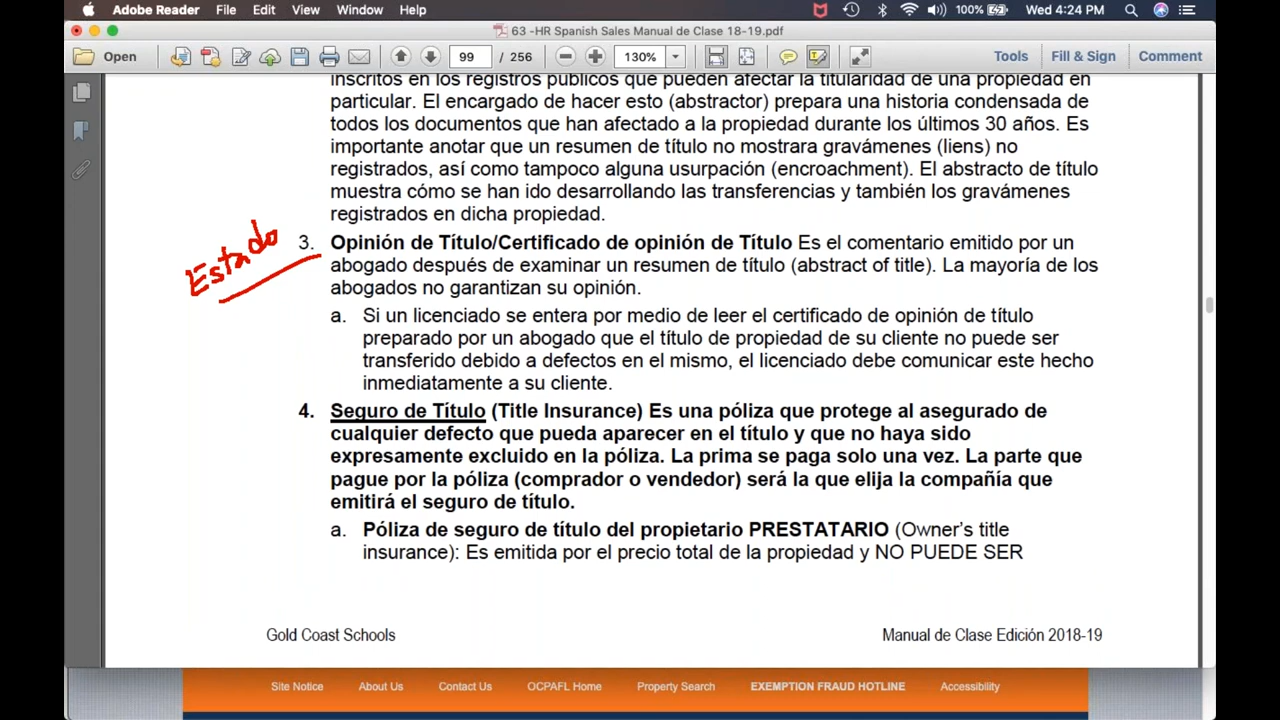 Adobe Reader File Edit View Window Help 100% Wed 4:24 PM
63 -HR Spanish Sales Manual de Clase 18-19.pdf
Open 99 / 256 130% Tools Fill & Sign Comment
inscritos en los registros públicos que pueden afectar la titularidad de una propiedad en
particular. El encargado de hacer esto (abstractor) prepara una historia condensada de
todos los documentos que han afectado a la propiedad durante los últimos 30 años. Es
importante anotar que un resumen de título no mostrara gravámenes (liens) no
registrados, así como tampoco alguna usurpación (encroachment). El abstracto de título
muestra cómo se han ido desarrollando las transferencias y también los gravámenes
registrados en dicha propiedad.
Estado
3. Opinión de Título/Certificado de opinión de Título Es el comentario emitido por un
abogado después de examinar un resumen de título (abstract of title). La mayoría de los
abogados no garantizan su opinión.
a. Si un licenciado se entera por medio de leer el certificado de opinión de título
preparado por un abogado que el título de propiedad de su cliente no puede ser
transferido debido a defectos en el mismo, el licenciado debe comunicar este hecho
inmediatamente a su cliente.
4. Seguro de Título (Title Insurance) Es una póliza que protege al asegurado de
cualquier defecto que pueda aparecer en el título y que no haya sido
expresamente excluido en la póliza. La prima se paga solo una vez. La parte que
pague por la póliza (comprador o vendedor) será la que elija la compañía que
emitirá el seguro de título.
a. Póliza de seguro de título del propietario PRESTATARIO (Owner's title
insurance): Es emitida por el precio total de la propiedad y NO PUEDE SER
Gold Coast Schools Manual de Clase Edición 2018-19
Site Notice About Us Contact Us OCPAFL Home Property Search EXEMPTION FRAUD HOTLINE Accessibility